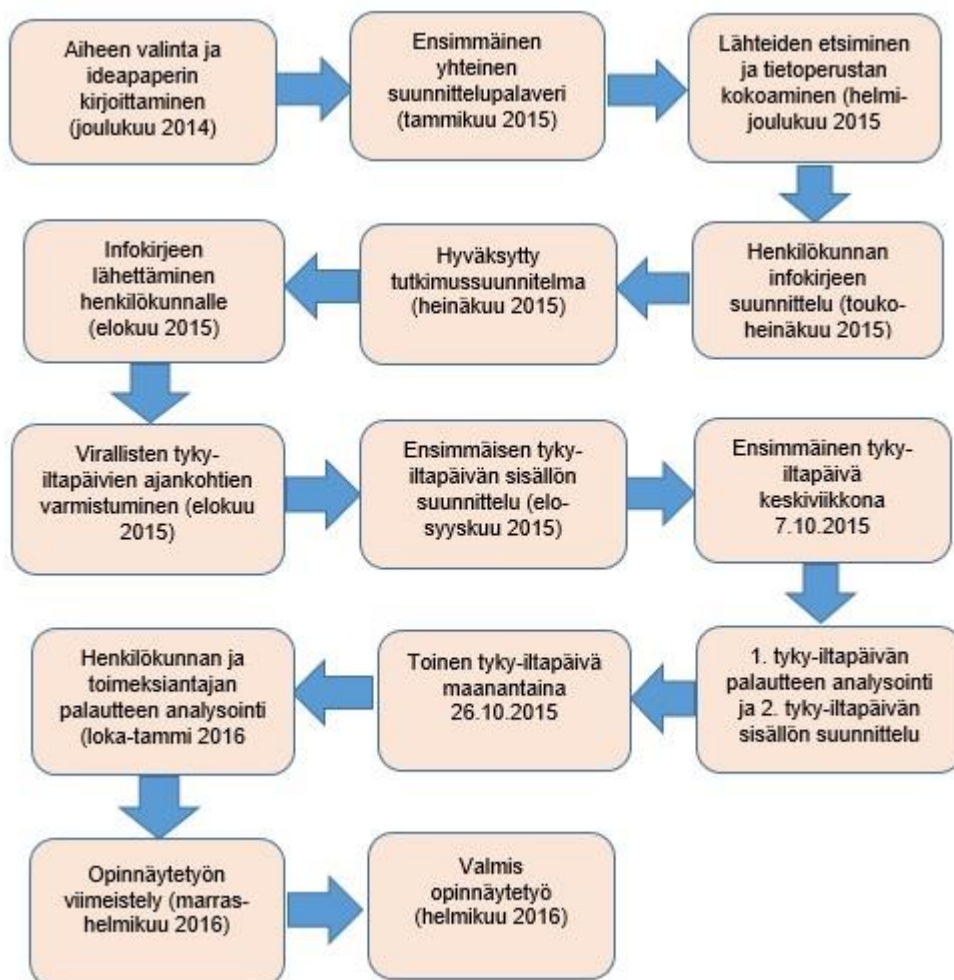 Aiheen valinta ja
ideapaperin
kirjoittaminen
(joulukuu 2014)
Ensimmäinen
yhteinen
suunnittelupalaveri
(tammikuu 2015)
Lähteiden etsiminen
ja tietoperustan
kokoaminen (helmi-
joulukuu 2015
Henkilökunnan
infokirjeen
suunnittelu (touko-
heinäkuu 2015)
Hyväksytty
tutkimussuunnitelma
(heinäkuu 2015)
Infokirjeen
lähettäminen
henkilökunnalle
(elokuu 2015)
Virallisten tyky-
iltapäivien ajankohtien
varmistuminen (elokuu
2015)
Ensimmäisen tyky-
iltapäivän sisällön
suunnittelu (elo-
syyskuu 2015)
Ensimmäinen tyky-
iltapäivä
keskiviikkona
7.10.2015
1. tyky-iltapäivän
palautteen analysointi
ja 2. tyky-iltapäivän
sisällön suunnittelu
Toinen tyky-iltapäivä
maanantaina
26.10.2015
Henkilökunnan ja
toimeksiantajan
palautteen analysointi
(loka-tammi 2016
Opinnäytetyön
viimeistely (marras-
helmikuu 2016)
Valmis
opinnäytetyö
(helmikuu 2016)